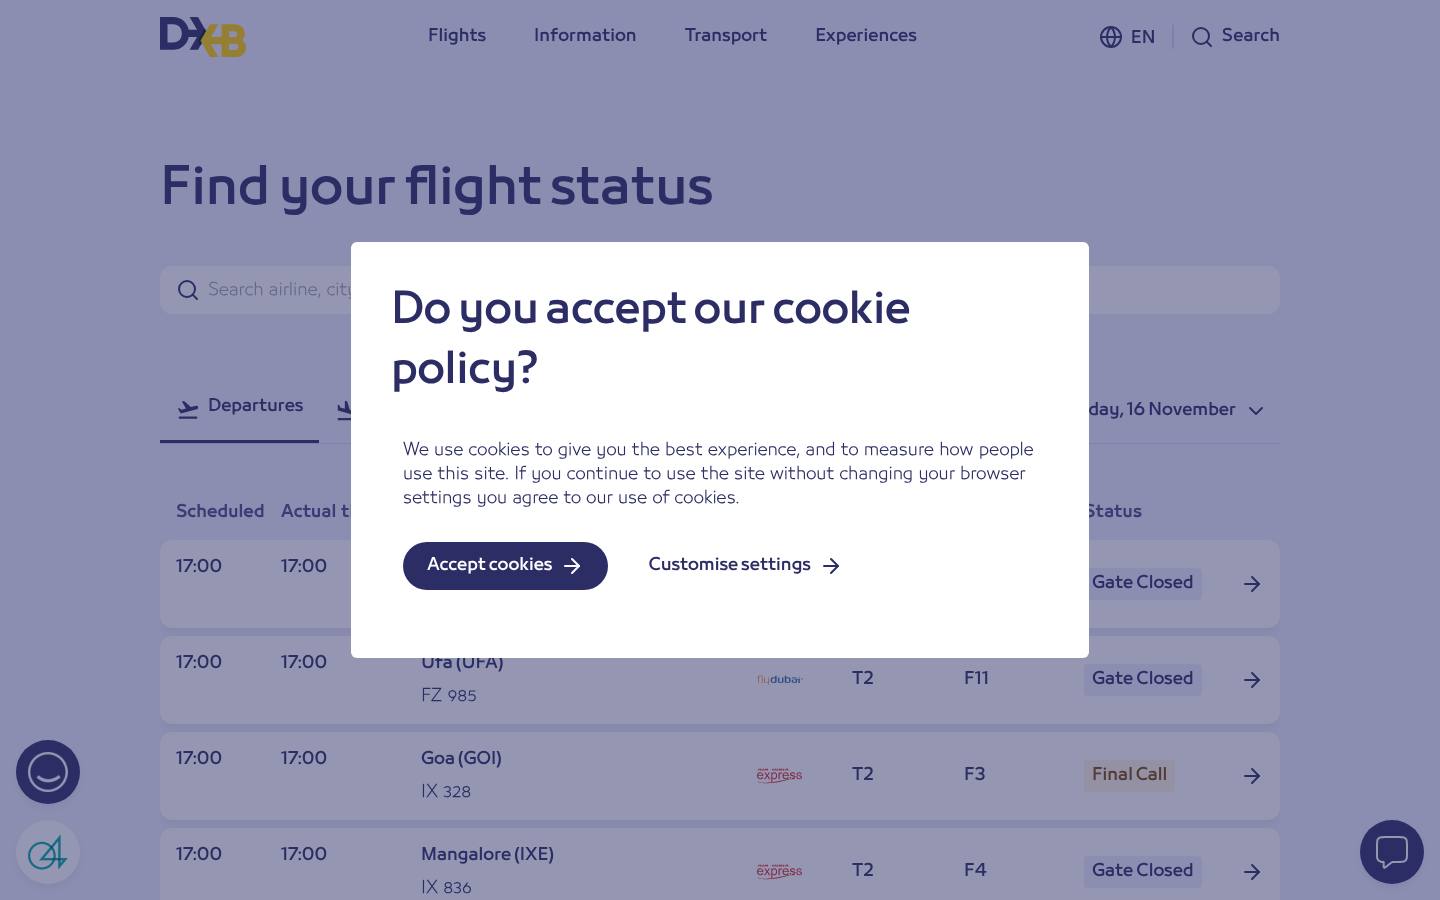 DXB
Flights
Information
Transport
Experiences
EN
Search
Find your flight status
Search airline, city
Do you accept our cookie
policy?
We use cookies to give you the best experience, and to measure how people
use this site. If you continue to use the site without changing your browser
settings you agree to our use of cookies.
Accept cookies
Customise settings
Departures
day, 16 November
Scheduled
Actual t
Status
17:00
17:00
Gate Closed
17:00
17:00
Ufa (UFA)
FZ 985
flydubai
T2
F11
Gate Closed
17:00
17:00
Goa (GOI)
IX 328
express
T2
F3
Final Call
17:00
17:00
Mangalore (IXE)
IX 836
express
T2
F4
Gate Closed